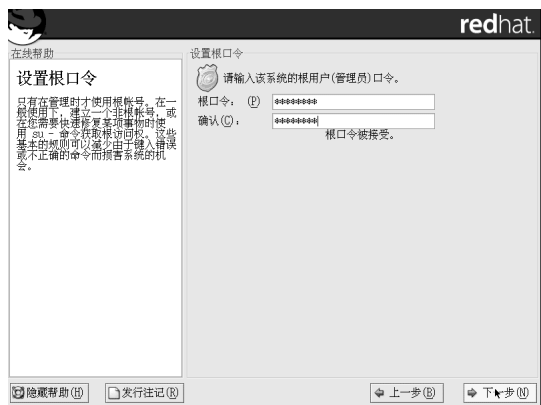 redhat.
在线帮助
设置根口令
只有在管理时才使用根帐号。在一
般使用下，建立一个非根帐号，或
在您需要快速修复某项事物时使
用 su - 命令获取根访问权。这些
基本的规则可以减少由于键入错误
或不正确的命令而损害系统的机
会。
设置根口令
请输入该系统的根用户(管理员)口令。
根口令： (P) ********
确认(C)： ********
根口令被接受。
隐藏帮助(H)
发行注记(R)
上一步(B)
下一步(N)